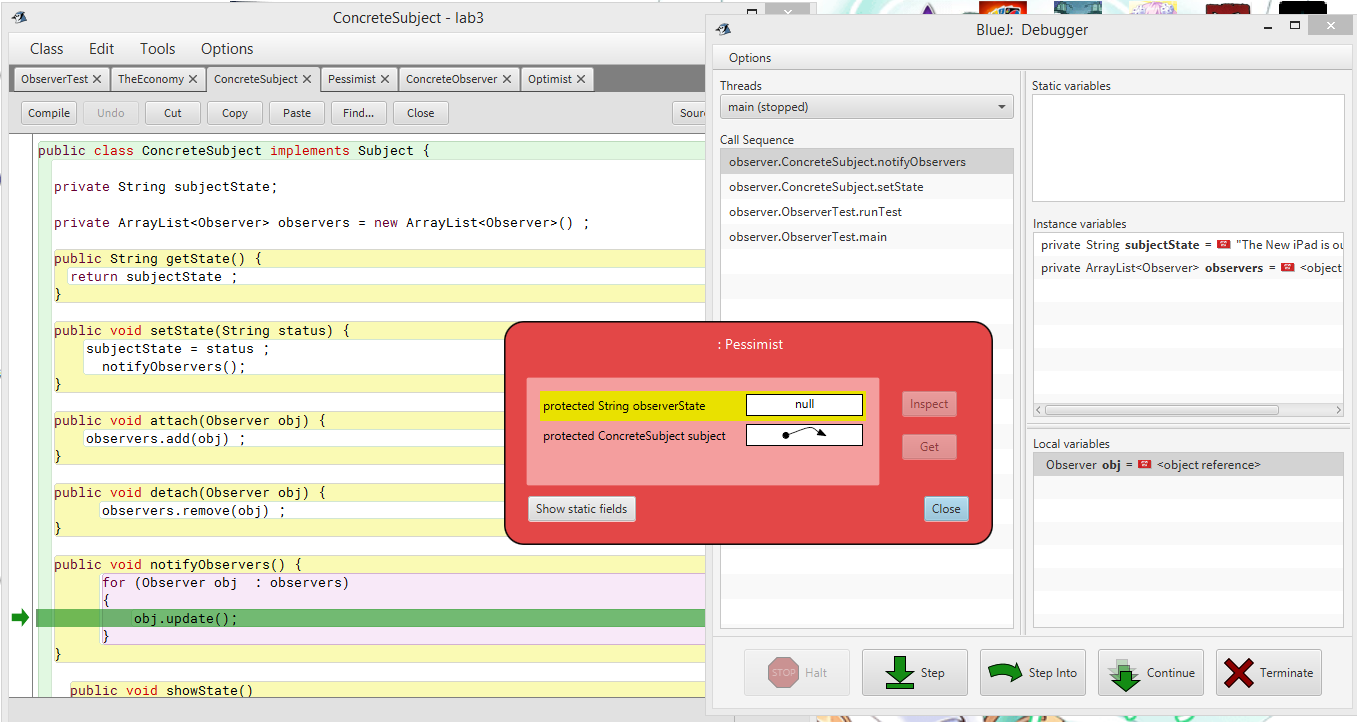 ConcreteSubject - lab3
Class Edit Tools Options
ObserverTest TheEconomy ConcreteSubject Pessimist ConcreteObserver Optimist
Compile Undo Cut Copy Paste Find... Close
public class ConcreteSubject implements Subject {
private String subjectState;
private ArrayList<Observer> observers = new ArrayList<Observer>() ;
public String getState() {
return subjectState ;
}
public void setState(String status) {
subjectState = status ;
notifyObservers();
}
public void attach(Observer obj) {
observers.add(obj) ;
}
public void detach(Observer obj) {
observers.remove(obj) ;
}
public void notifyObservers() {
for (Observer obj : observers)
{
obj.update();
}
}
public void showState()
: Pessimist
protected String observerState null
protected ConcreteSubject subject
Inspect
Get
Show static fields
Close
BlueJ: Debugger
Options
Threads
main (stopped)
Call Sequence
observer.ConcreteSubject.notifyObservers
observer.ConcreteSubject.setState
observer.ObserverTest.runTest
observer.ObserverTest.main
Static variables
Instance variables
private String subjectState = "The New iPad is
private ArrayList<Observer> observers = <object
Local variables
Observer obj = <object reference>
STOP Halt
Step
Step Into
Continue
Terminate